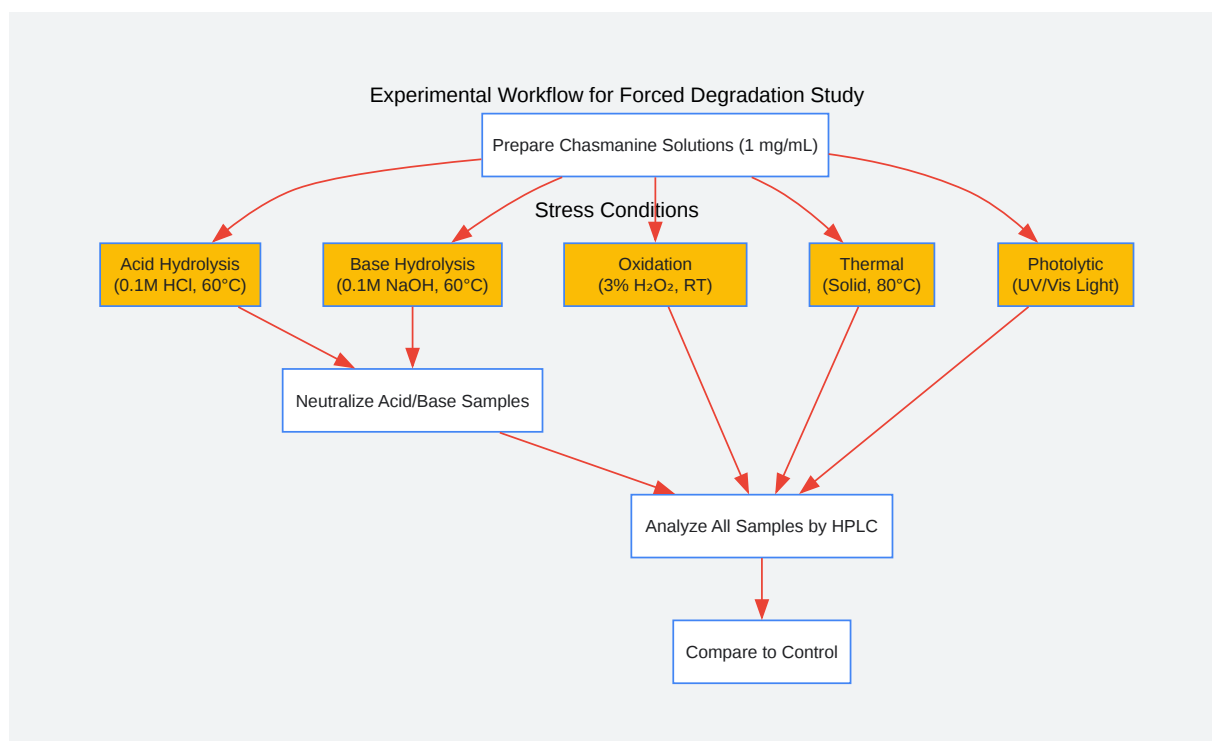 Experimental Workflow for Forced Degradation Study
Prepare Chasmanine Solutions (1 mg/mL)
Stress Conditions
Acid Hydrolysis
(0.1M HCl, 60°C)
Base Hydrolysis
(0.1M NaOH, 60°C)
Oxidation
(3% H₂O₂, RT)
Thermal
(Solid, 80°C)
Photolytic
(UV/Vis Light)
Neutralize Acid/Base Samples
Analyze All Samples by HPLC
Compare to Control